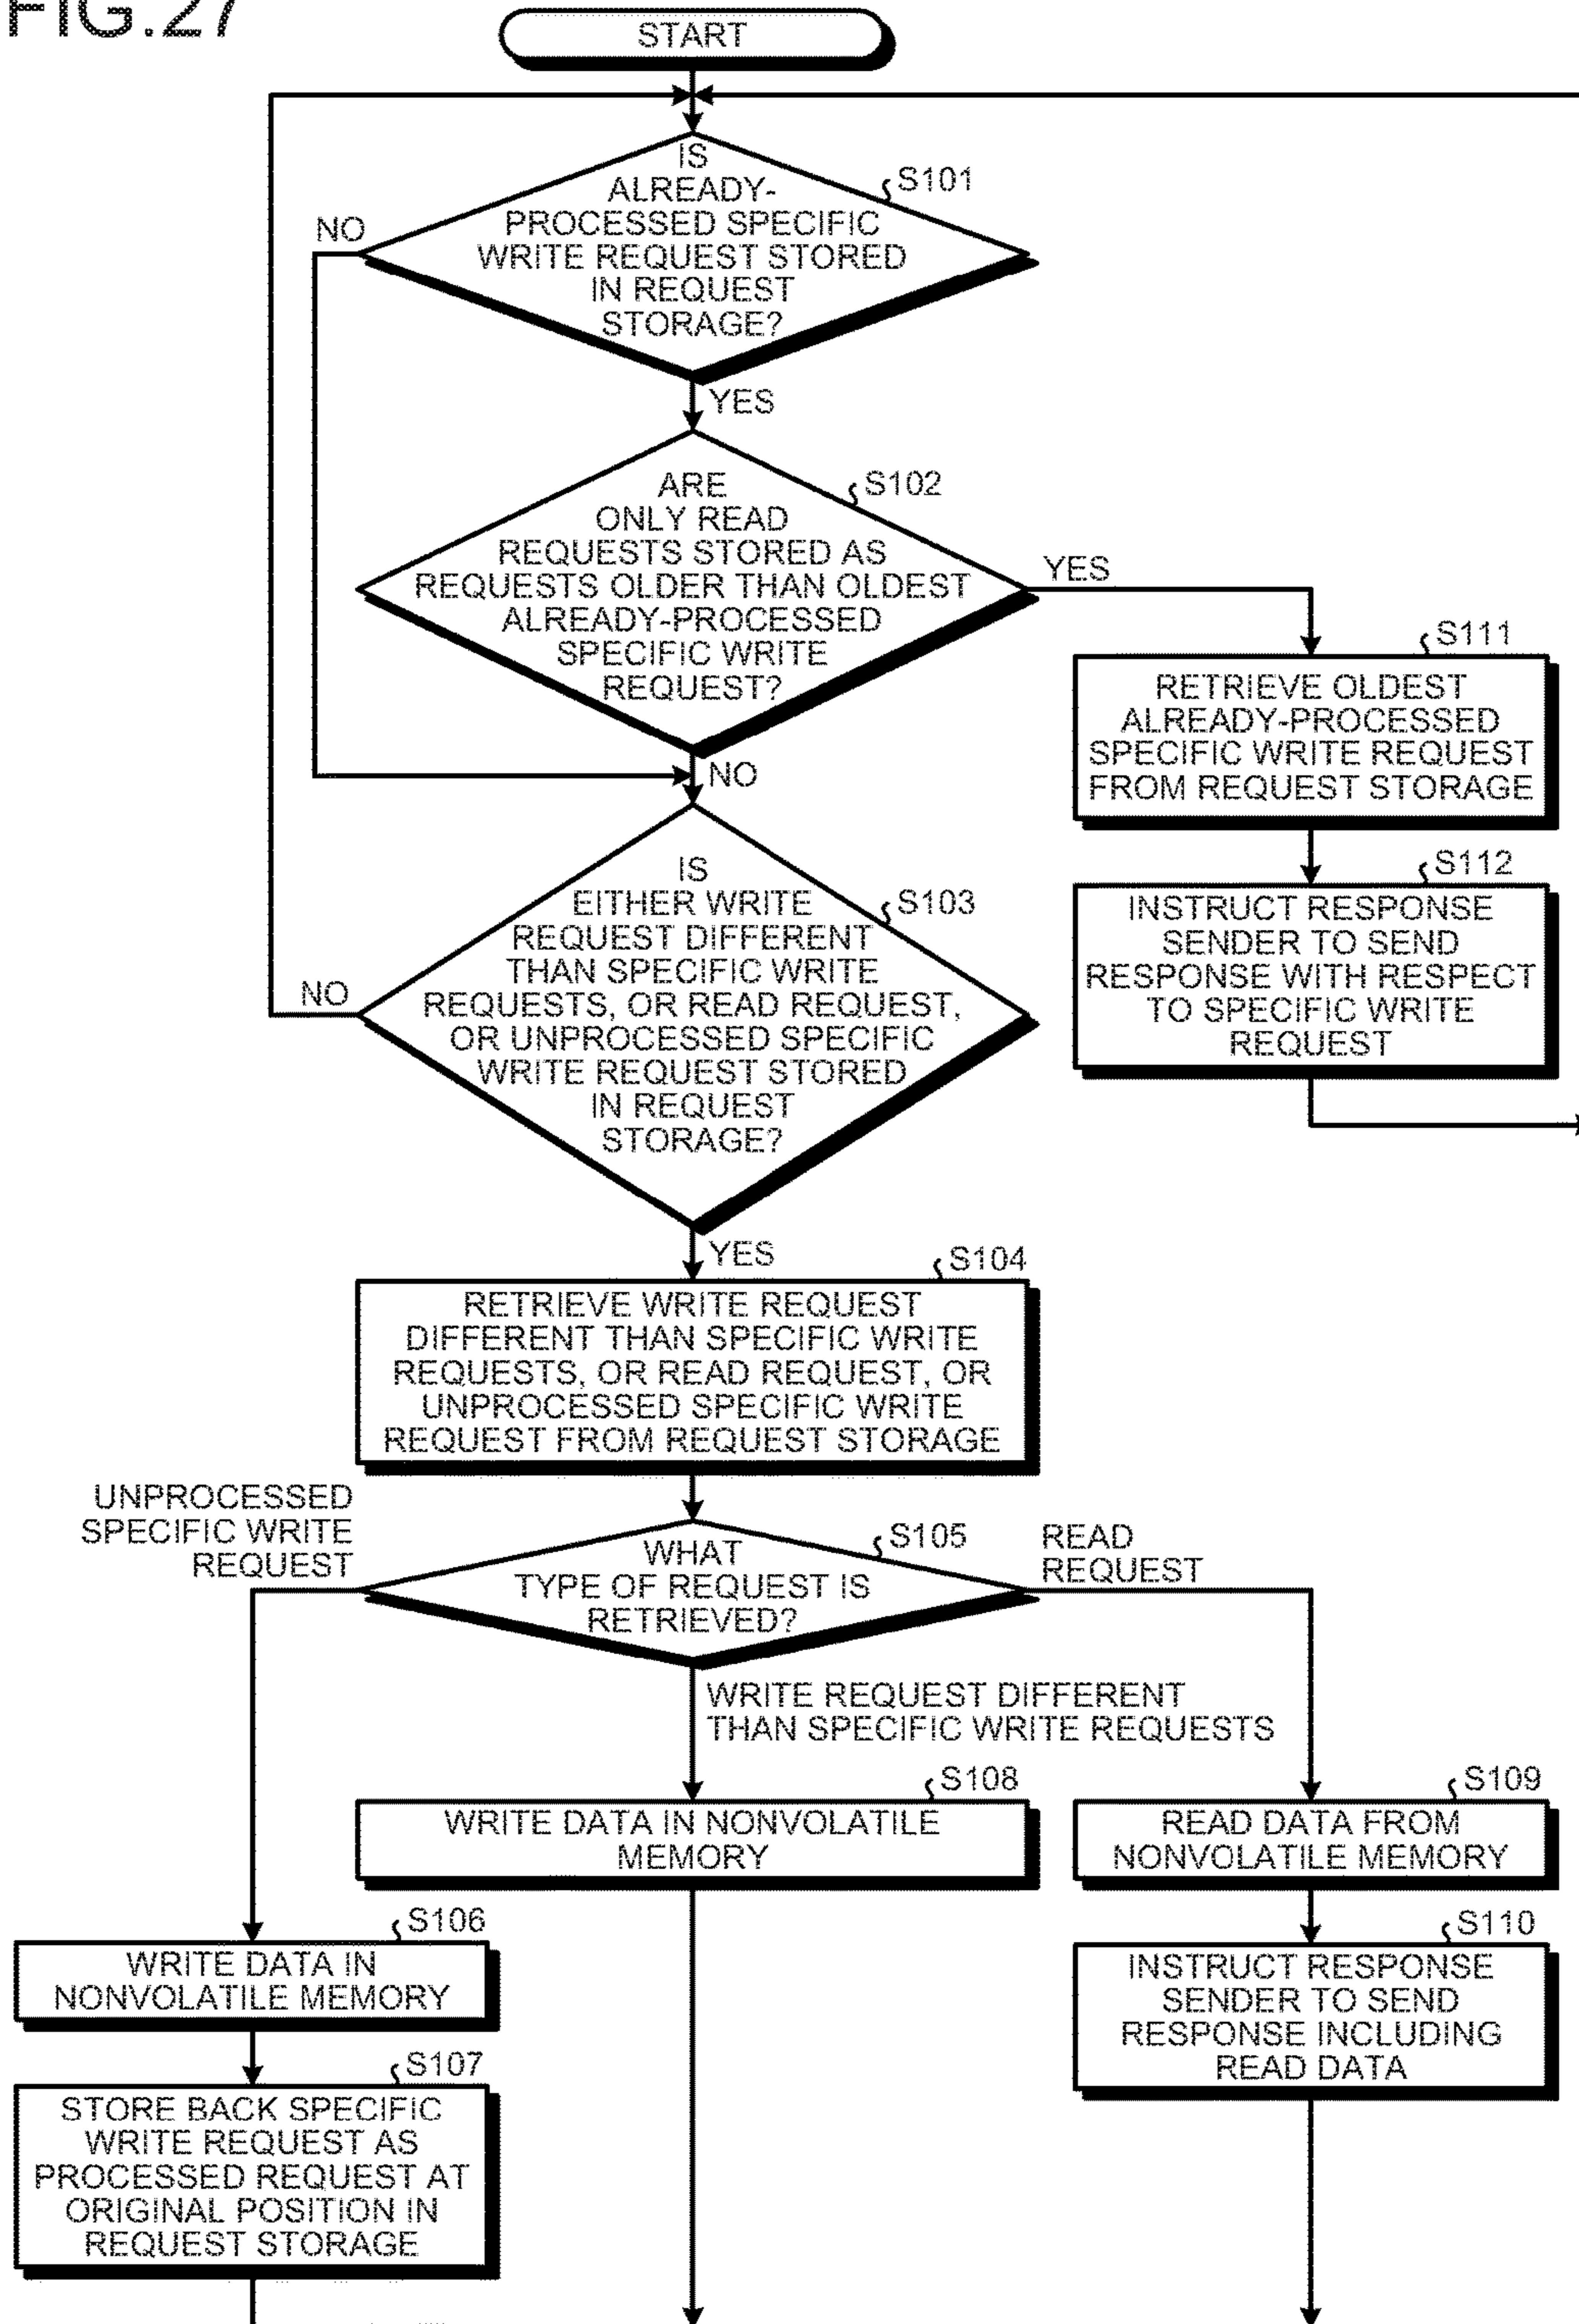 FIG.27
START
IS
ALREADY-
PROCESSED SPECIFIC
WRITE REQUEST STORED
IN REQUEST
STORAGE?
S101
NO
YES
ARE
ONLY READ
REQUESTS STORED AS
REQUESTS OLDER THAN OLDEST
ALREADY-PROCESSED
SPECIFIC WRITE
REQUEST?
S102
YES
NO
S111
RETRIEVE OLDEST
ALREADY-PROCESSED
SPECIFIC WRITE REQUEST
FROM REQUEST STORAGE
S112
INSTRUCT RESPONSE
SENDER TO SEND
RESPONSE WITH RESPECT
TO SPECIFIC WRITE
REQUEST
IS
EITHER WRITE
REQUEST DIFFERENT
THAN SPECIFIC WRITE
REQUESTS, OR READ REQUEST,
OR UNPROCESSED SPECIFIC
WRITE REQUEST STORED
IN REQUEST
STORAGE?
S103
NO
YES
S104
RETRIEVE WRITE REQUEST
DIFFERENT THAN SPECIFIC WRITE
REQUESTS, OR READ REQUEST, OR
UNPROCESSED SPECIFIC WRITE
REQUEST FROM REQUEST STORAGE
UNPROCESSED
SPECIFIC WRITE
REQUEST
WHAT
TYPE OF REQUEST IS
RETRIEVED?
S105
READ
REQUEST
WRITE REQUEST DIFFERENT
THAN SPECIFIC WRITE REQUESTS
S108
WRITE DATA IN NONVOLATILE
MEMORY
S109
READ DATA FROM
NONVOLATILE MEMORY
S106
WRITE DATA IN
NONVOLATILE MEMORY
S110
INSTRUCT RESPONSE
SENDER TO SEND
RESPONSE INCLUDING
READ DATA
S107
STORE BACK SPECIFIC
WRITE REQUEST AS
PROCESSED REQUEST AT
ORIGINAL POSITION IN
REQUEST STORAGE